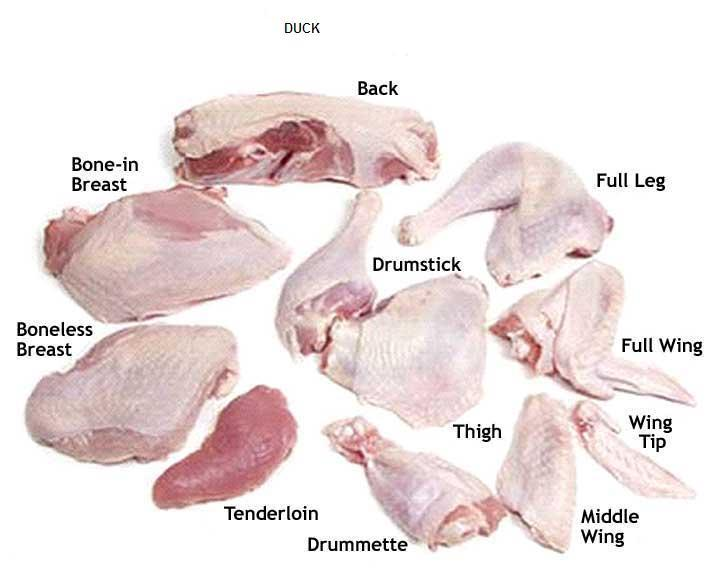 DUCK
Back
Bone-in
Breast
Full Leg
Drumstick
Boneless
Breast
Full Wing
Thigh
Wing
Tip
Tenderloin
Middle
Wing
Drummette